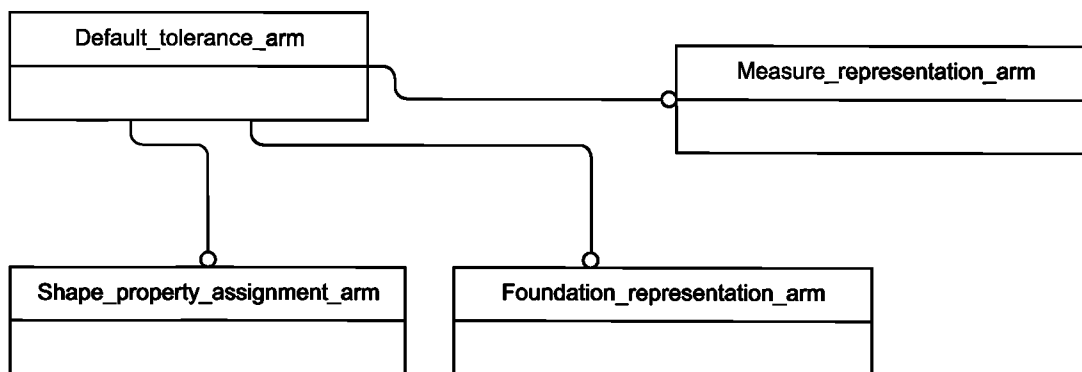 Default_tolerance_arm
Measure_representation_arm
Shape_property_assignment_arm
Foundation_representation_arm